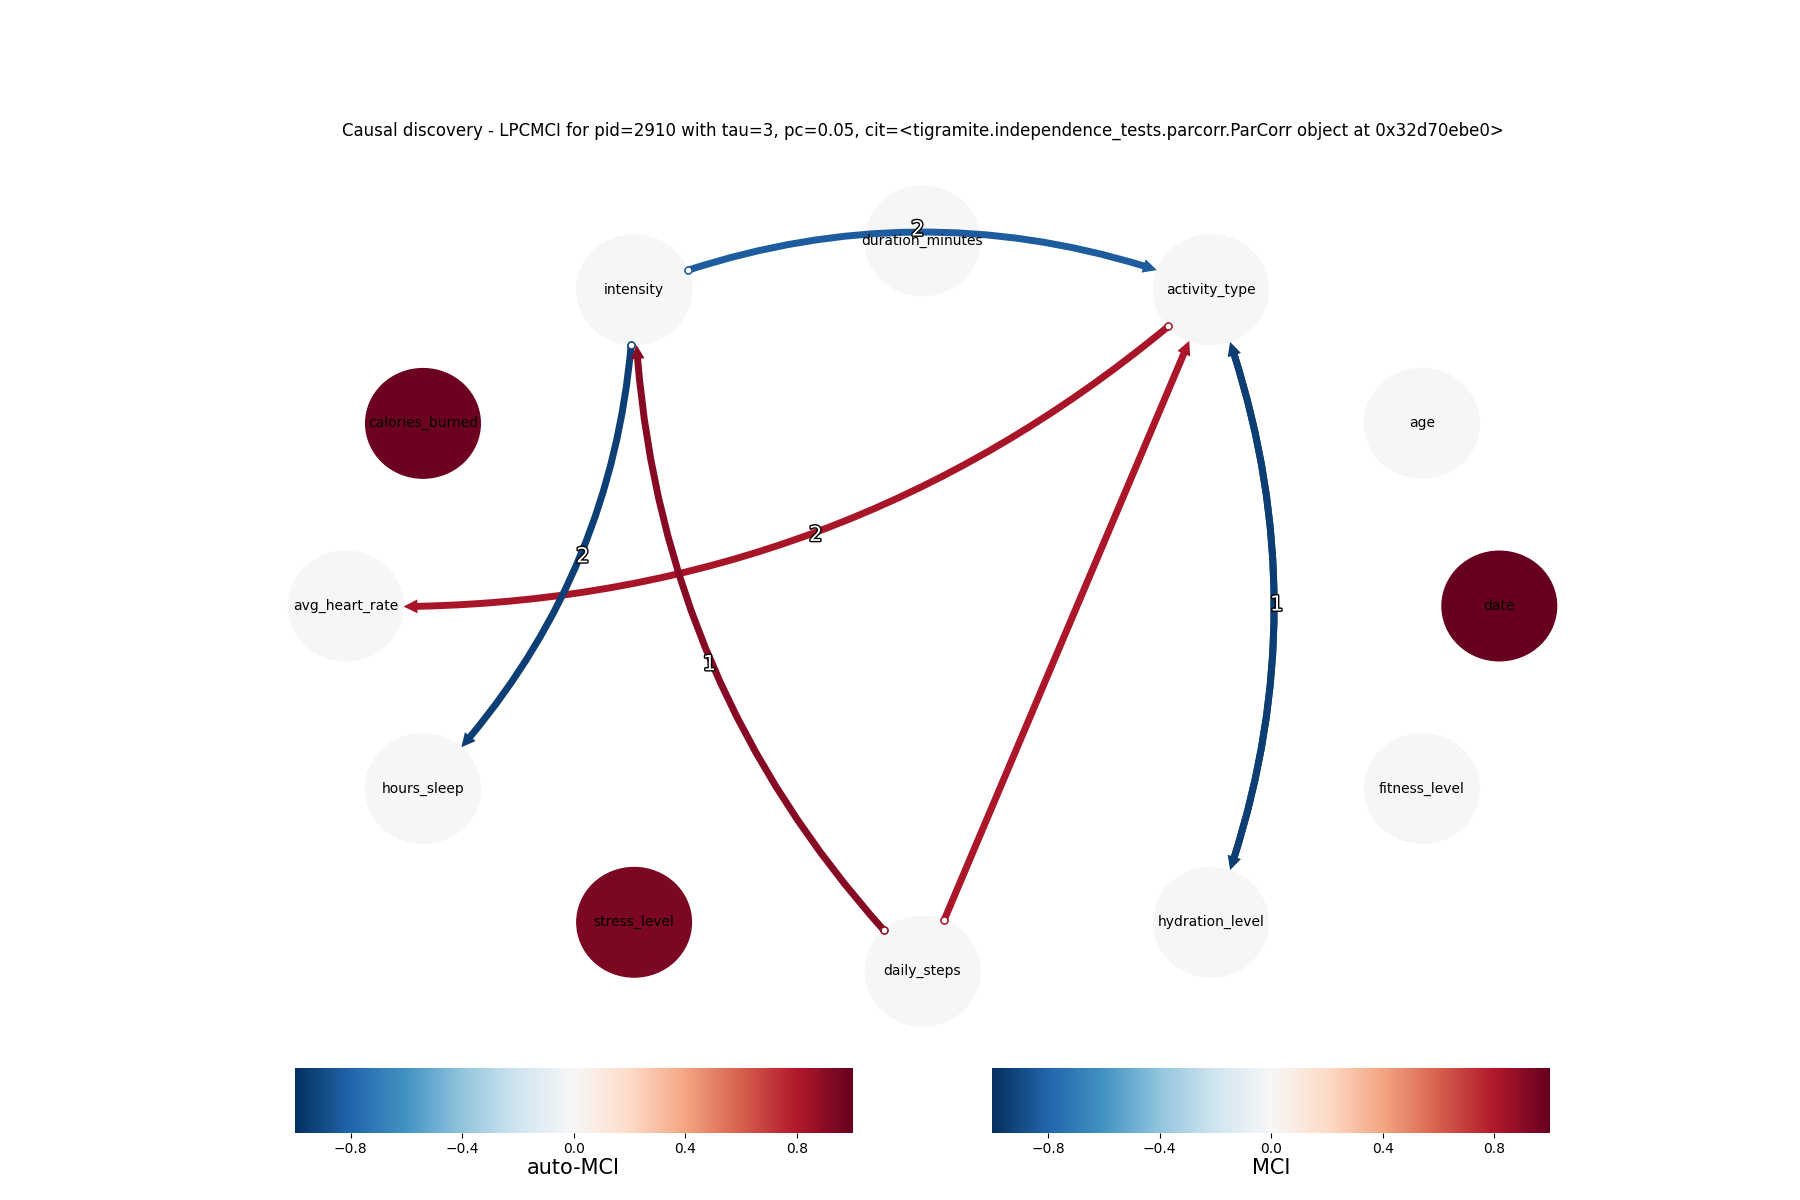 Causal discovery - LPCMCI for pid=2910 with tau=3, pc=0.05, cit=<tigramite.independence_tests.parcorr.ParCorr object at 0x32d70ebe0>
2
duration_minutes
intensity
activity_type
calories_burned
age
2
2
avg_heart_rate
1
date
1
hours_sleep
fitness_level
stress_level
hydration_level
daily_steps
−0.8 −0.4 0.0 0.4 0.8
auto-MCI
−0.8 −0.4 0.0 0.4 0.8
MCI